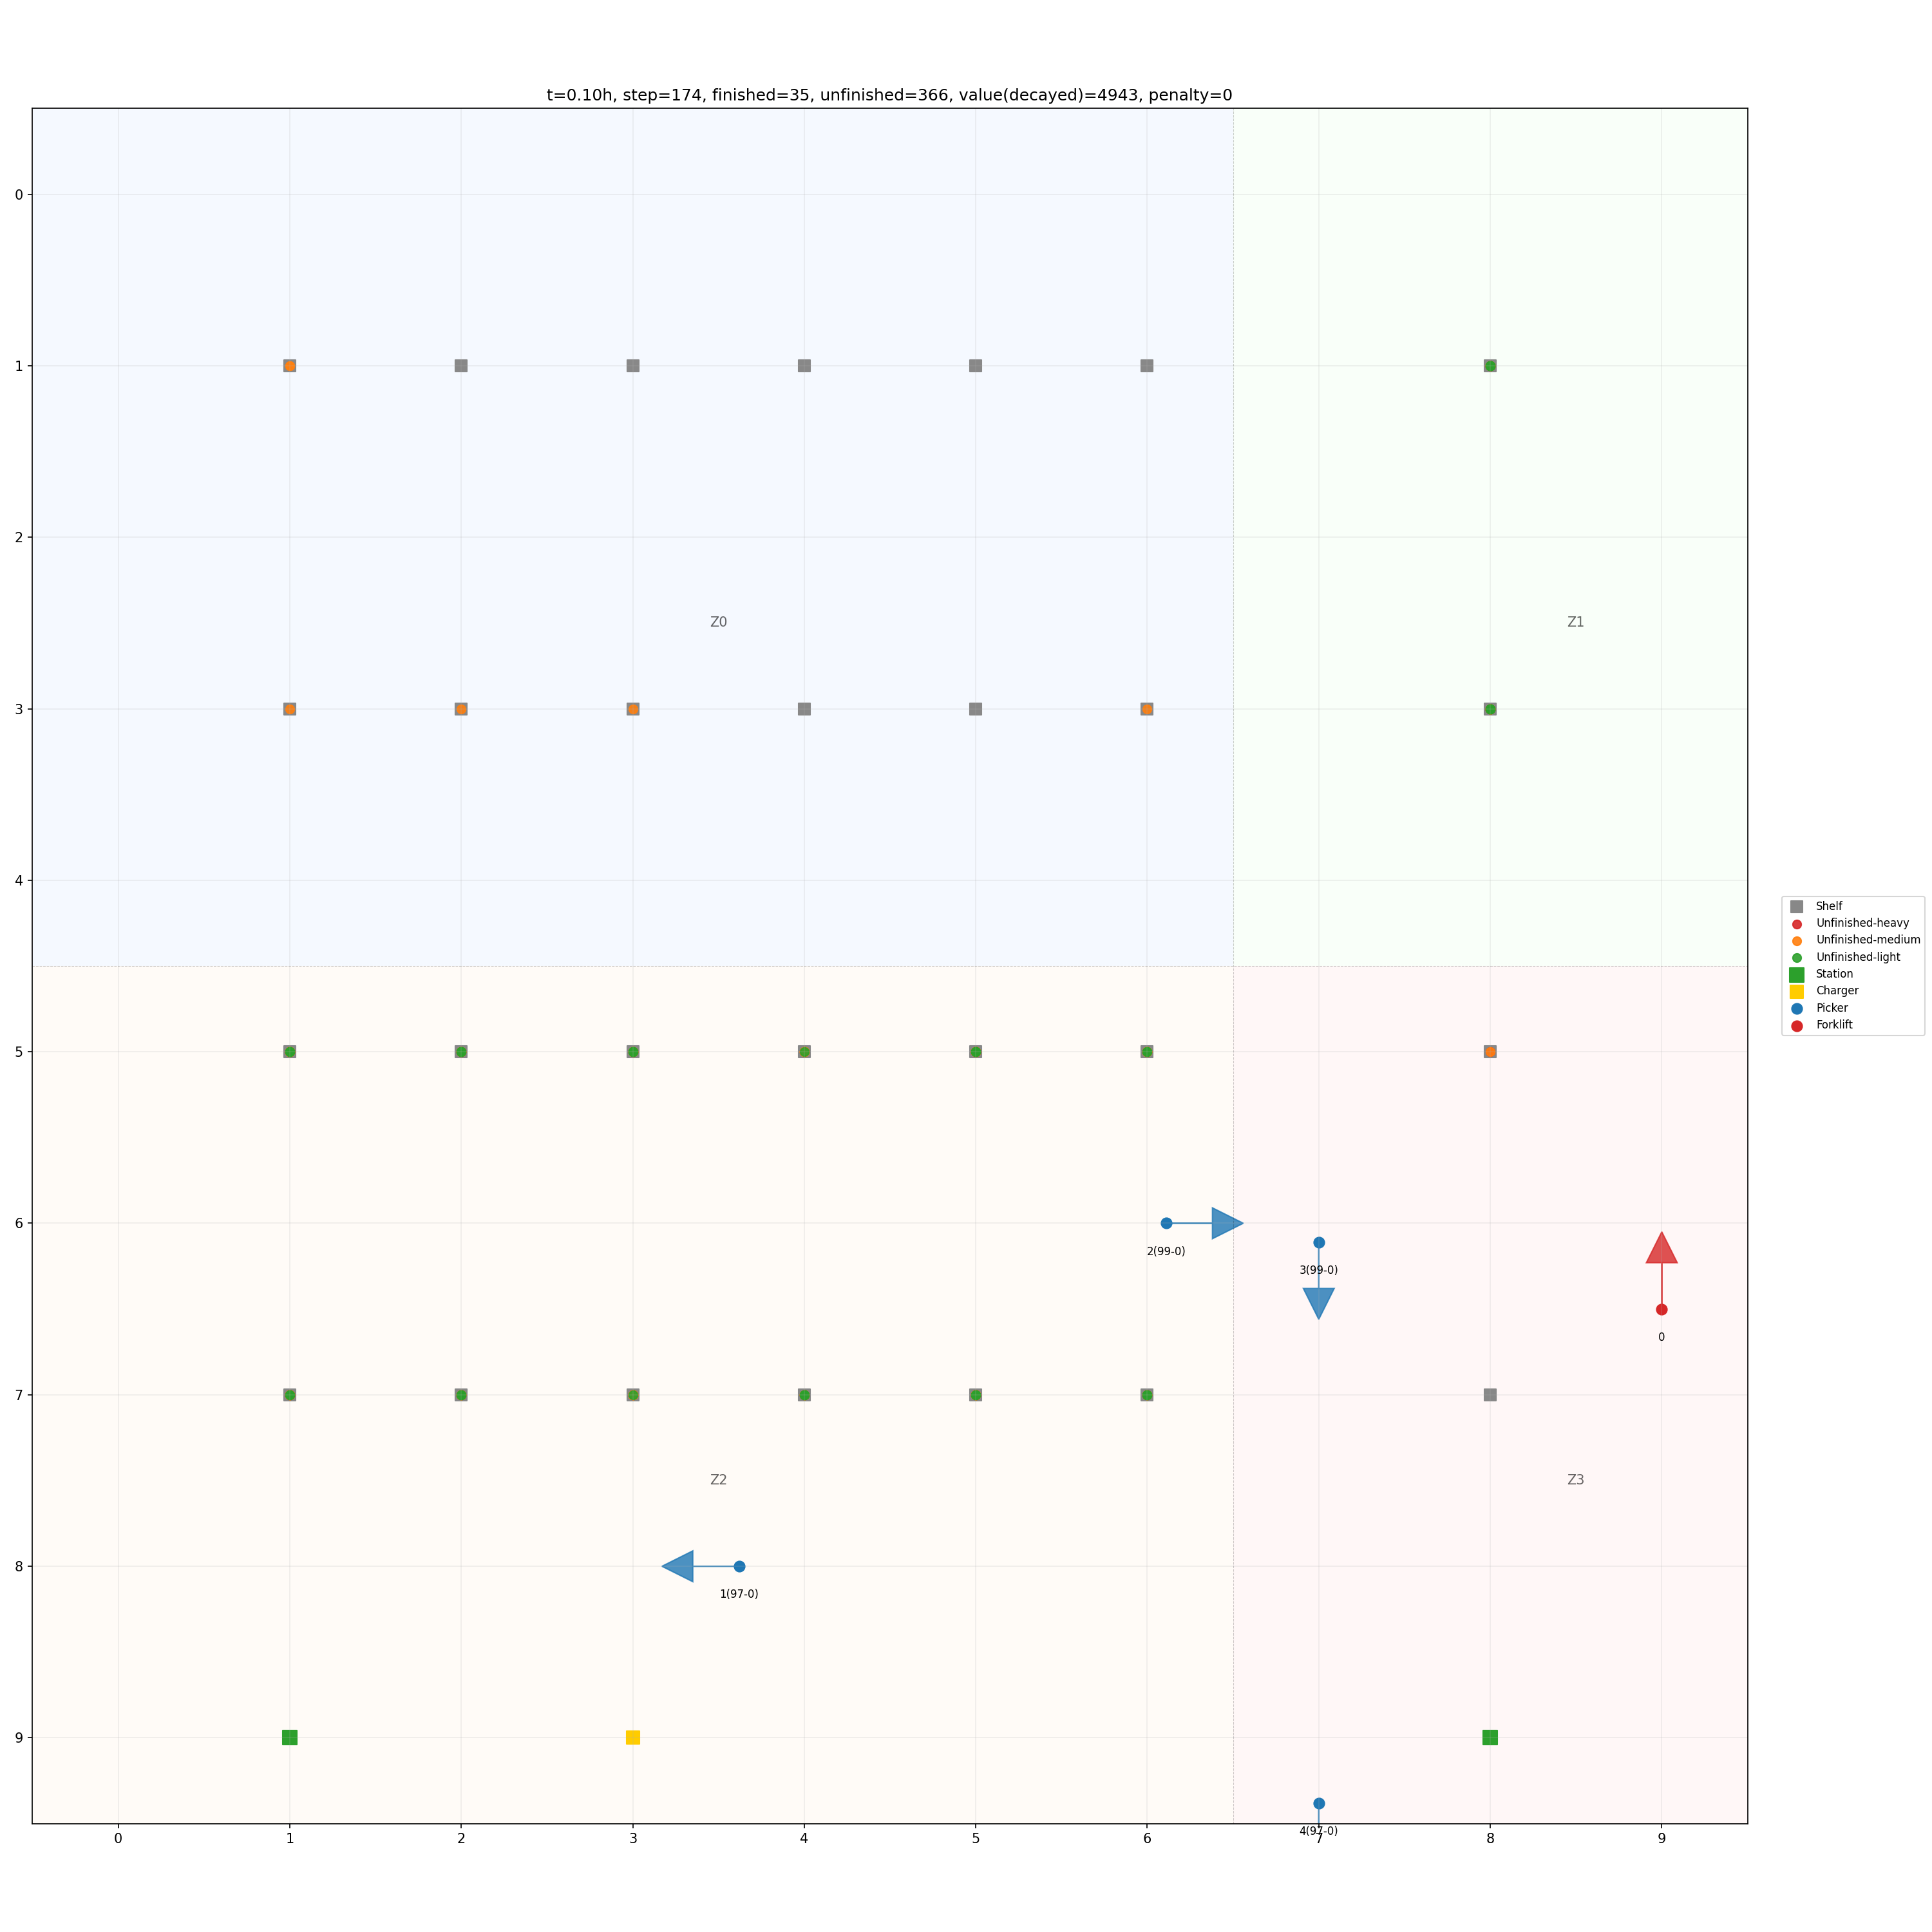 t=0.10h, step=174, finished=35, unfinished=366, value(decayed)=4943, penalty=0
0
1
2
Z0
Z1
3
4
Shelf
Unfinished-heavy
Unfinished-medium
Unfinished-light
Station
Charger
Picker
Forklift
5
6
2(99-0)
3(99-0)
0
7
Z2
Z3
8
1(97-0)
9
4(97-0)
0 1 2 3 4 5 6 7 8 9